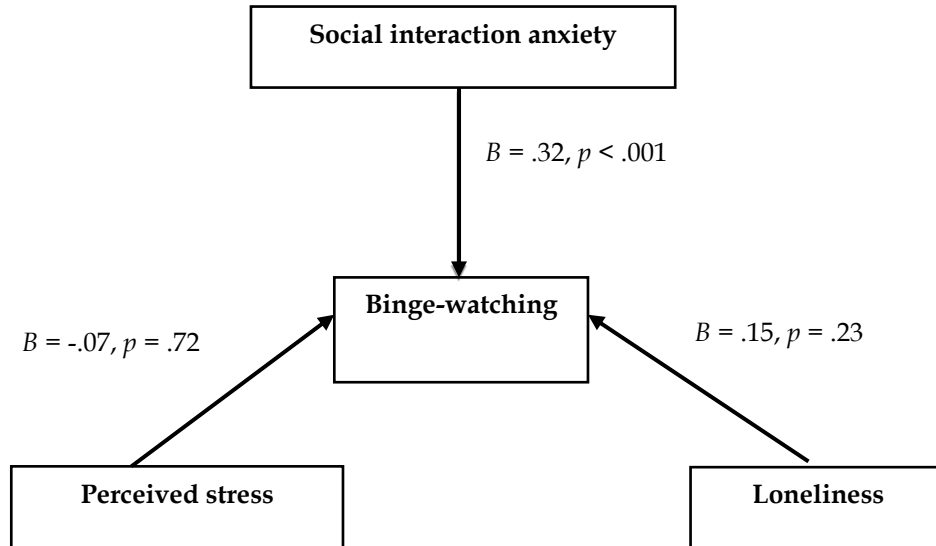 Social interaction anxiety
B = .32, p < .001
Binge-watching
B = -.07, p = .72
B = .15, p = .23
Perceived stress
Loneliness